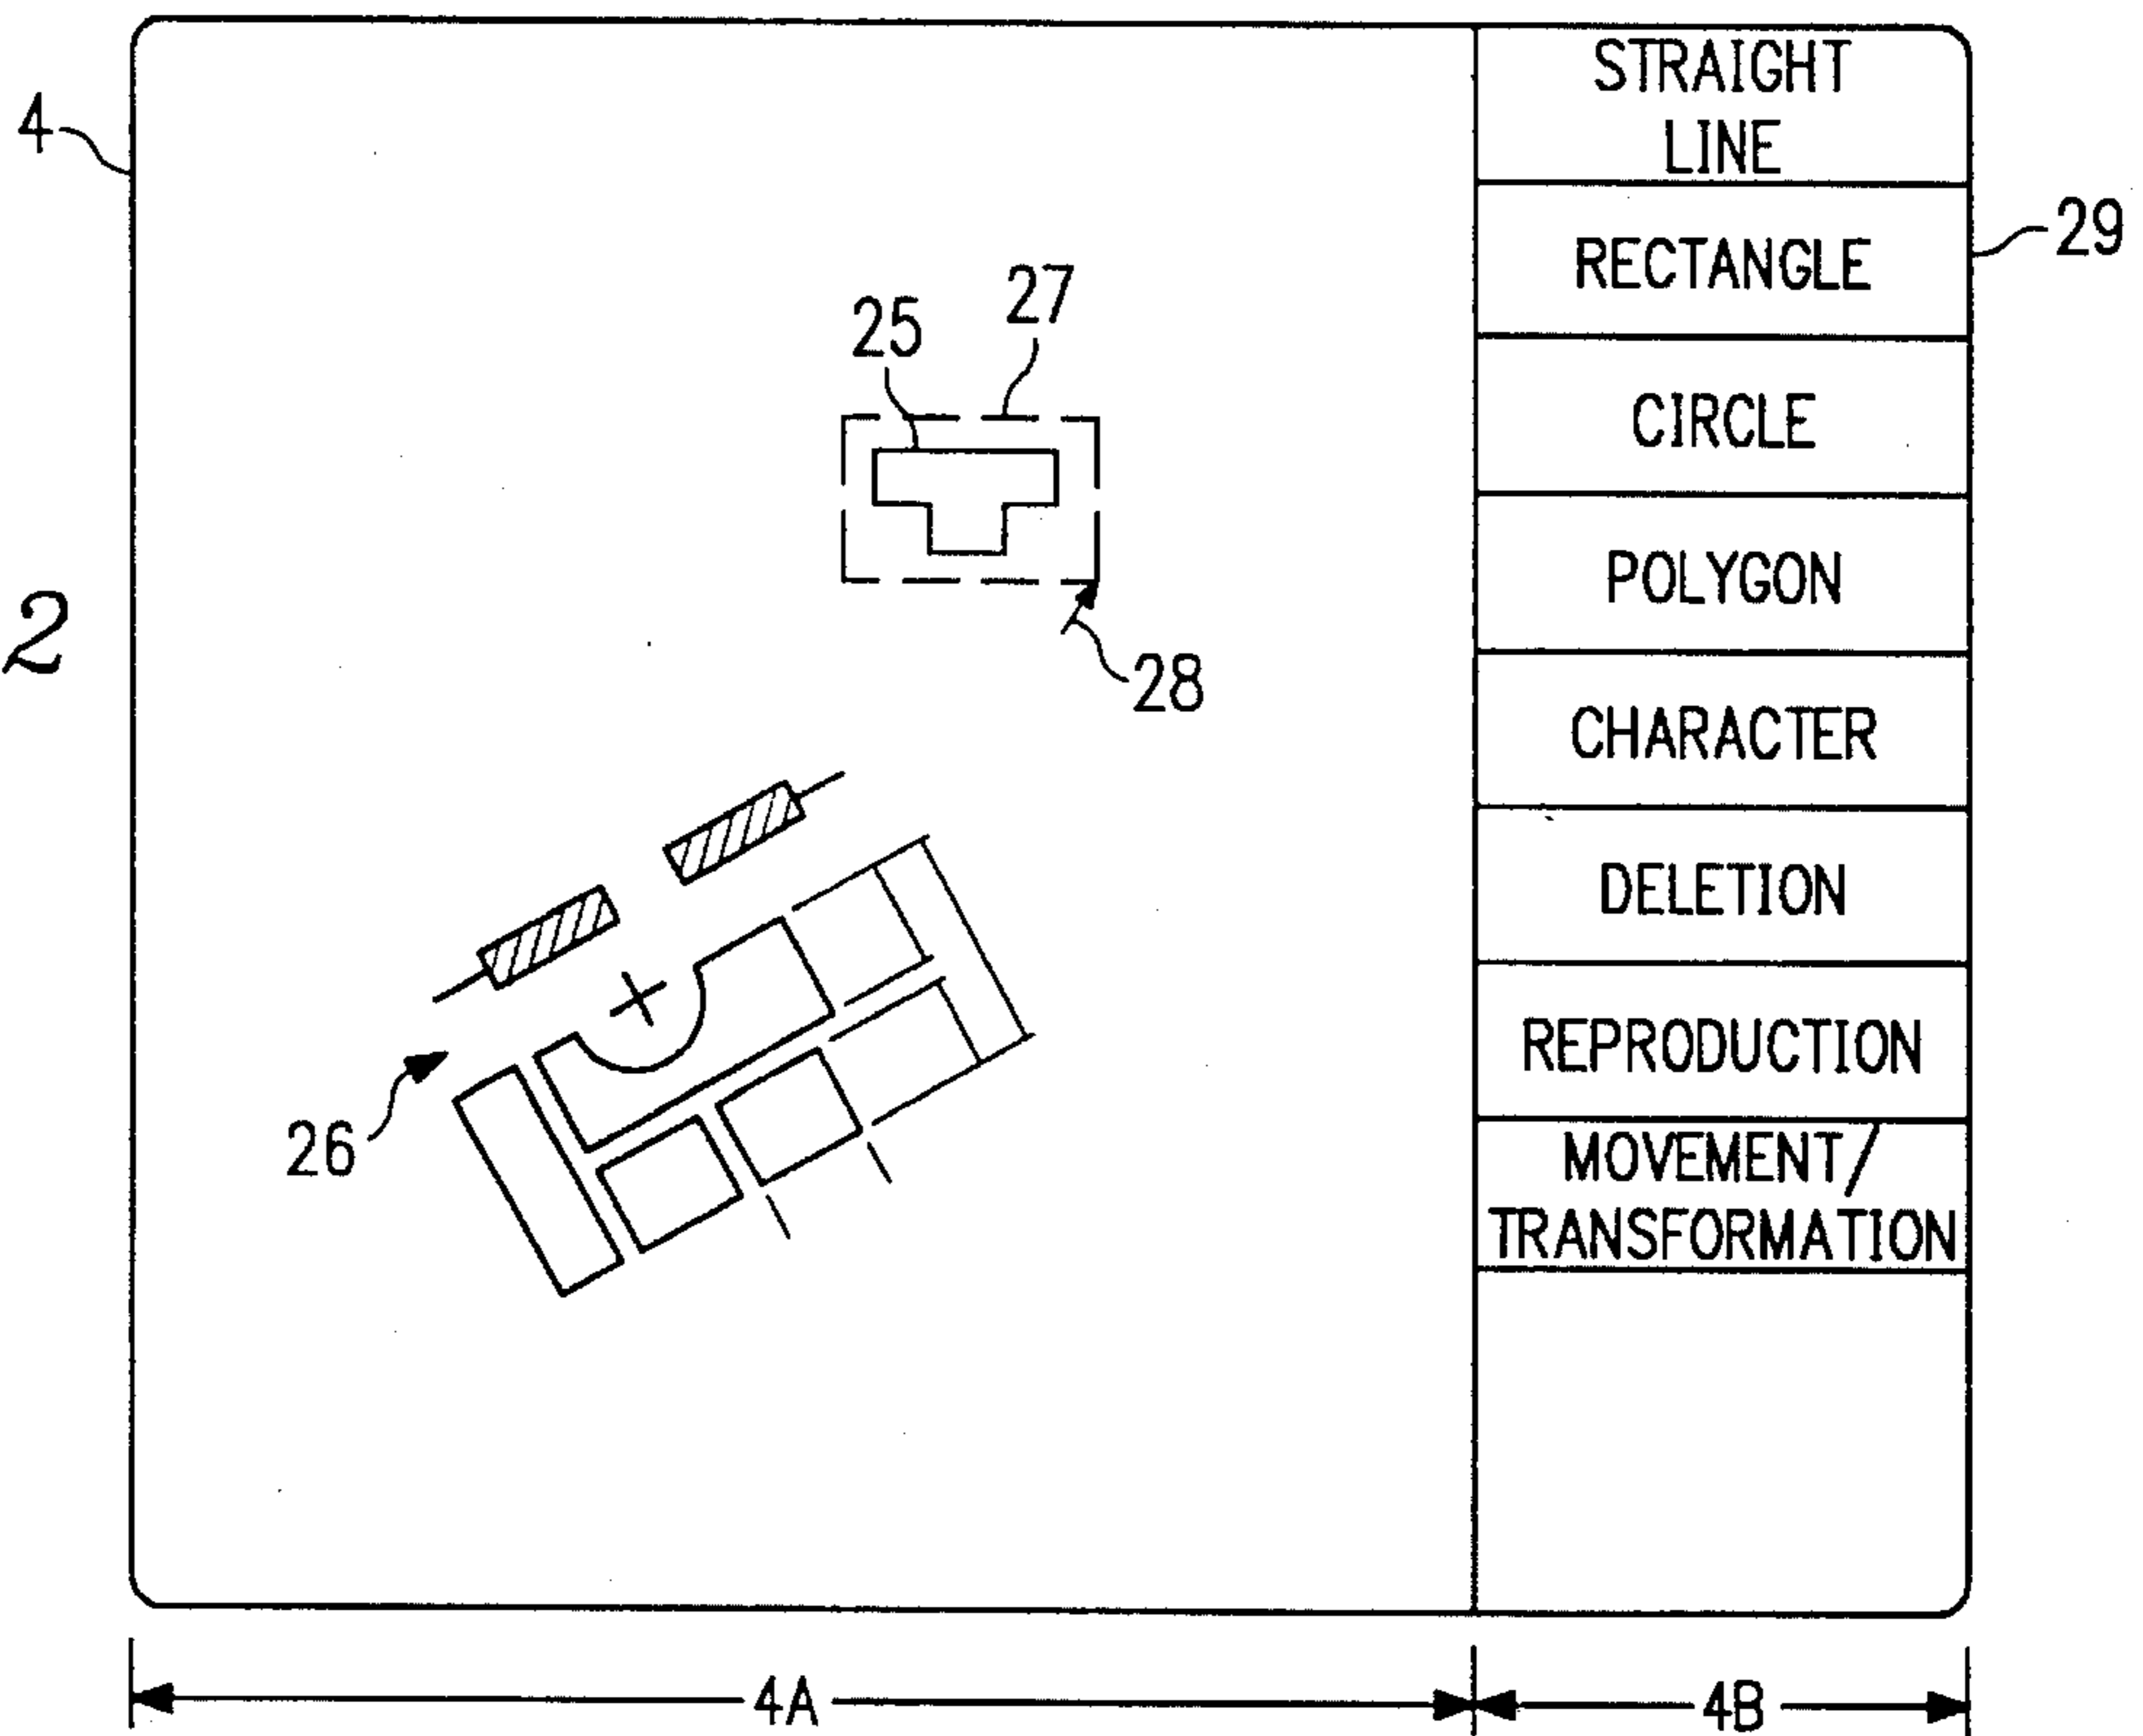 4
STRAIGHT
LINE
RECTANGLE
29
27
25
CIRCLE
POLYGON
2
28
CHARACTER
DELETION
REPRODUCTION
26
MOVEMENT/
TRANSFORMATION
4A
4B